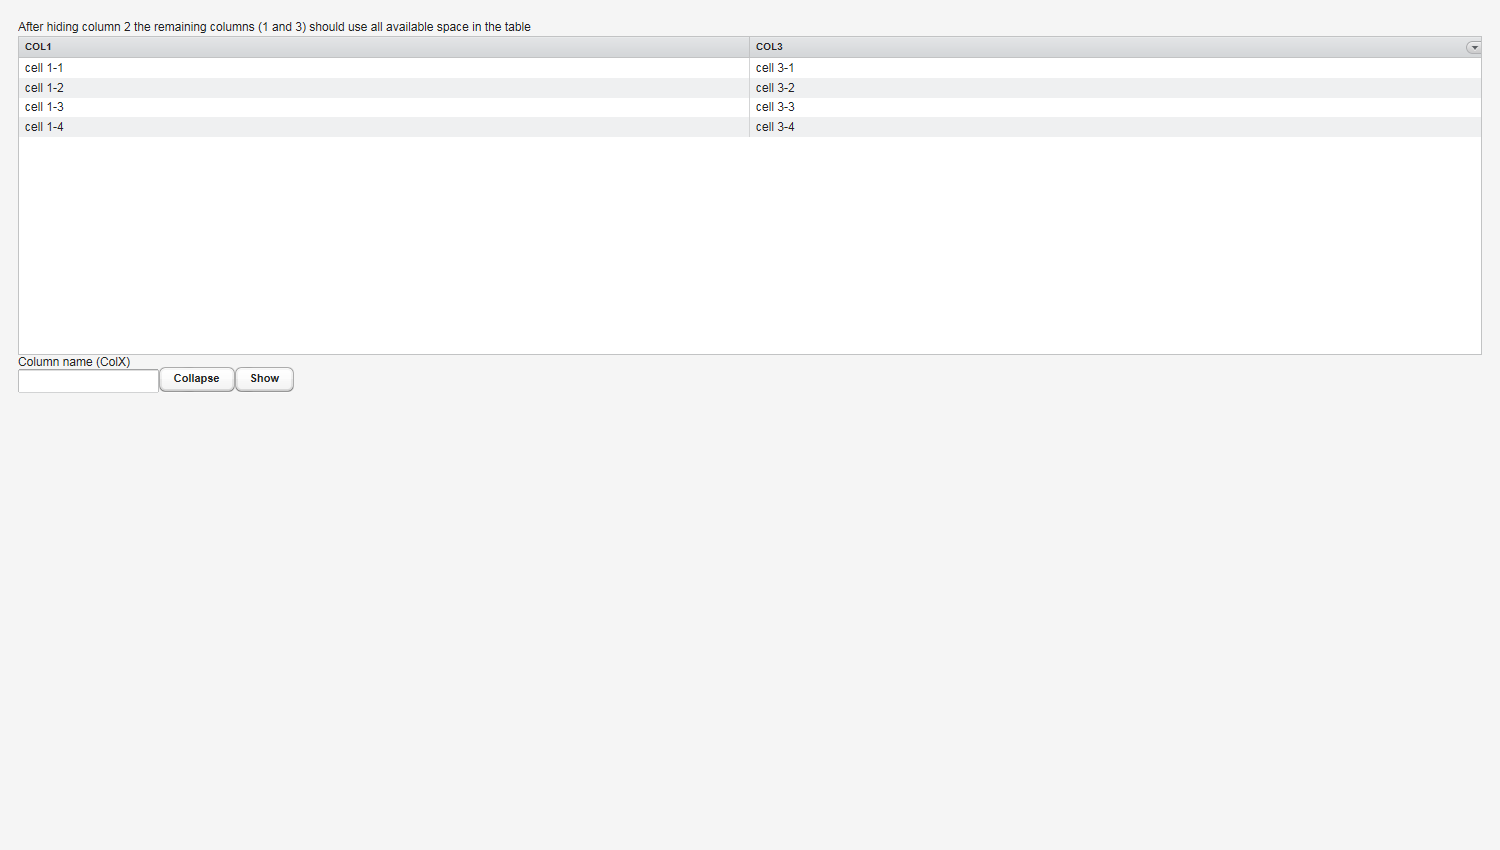 After hiding column 2 the remaining columns (1 and 3) should use all available space in the table
COL1 COL3
cell 1-1 cell 3-1
cell 1-2 cell 3-2
cell 1-3 cell 3-3
cell 1-4 cell 3-4
Column name (ColX)
Collapse Show